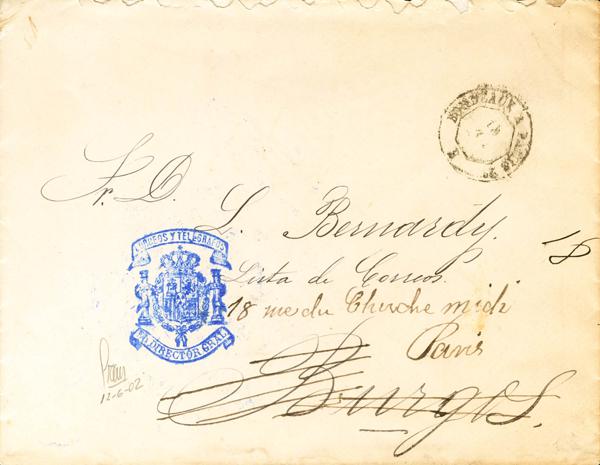 BORDEAUX A PARIS
Sr. D.
L. Bernardy.
18
CORREOS Y TELEGRAFOS
Lista de Correos.
18 rue du Cherche midi
EL DIRECTOR GRAL
Paris
Burgos.
12-6-02